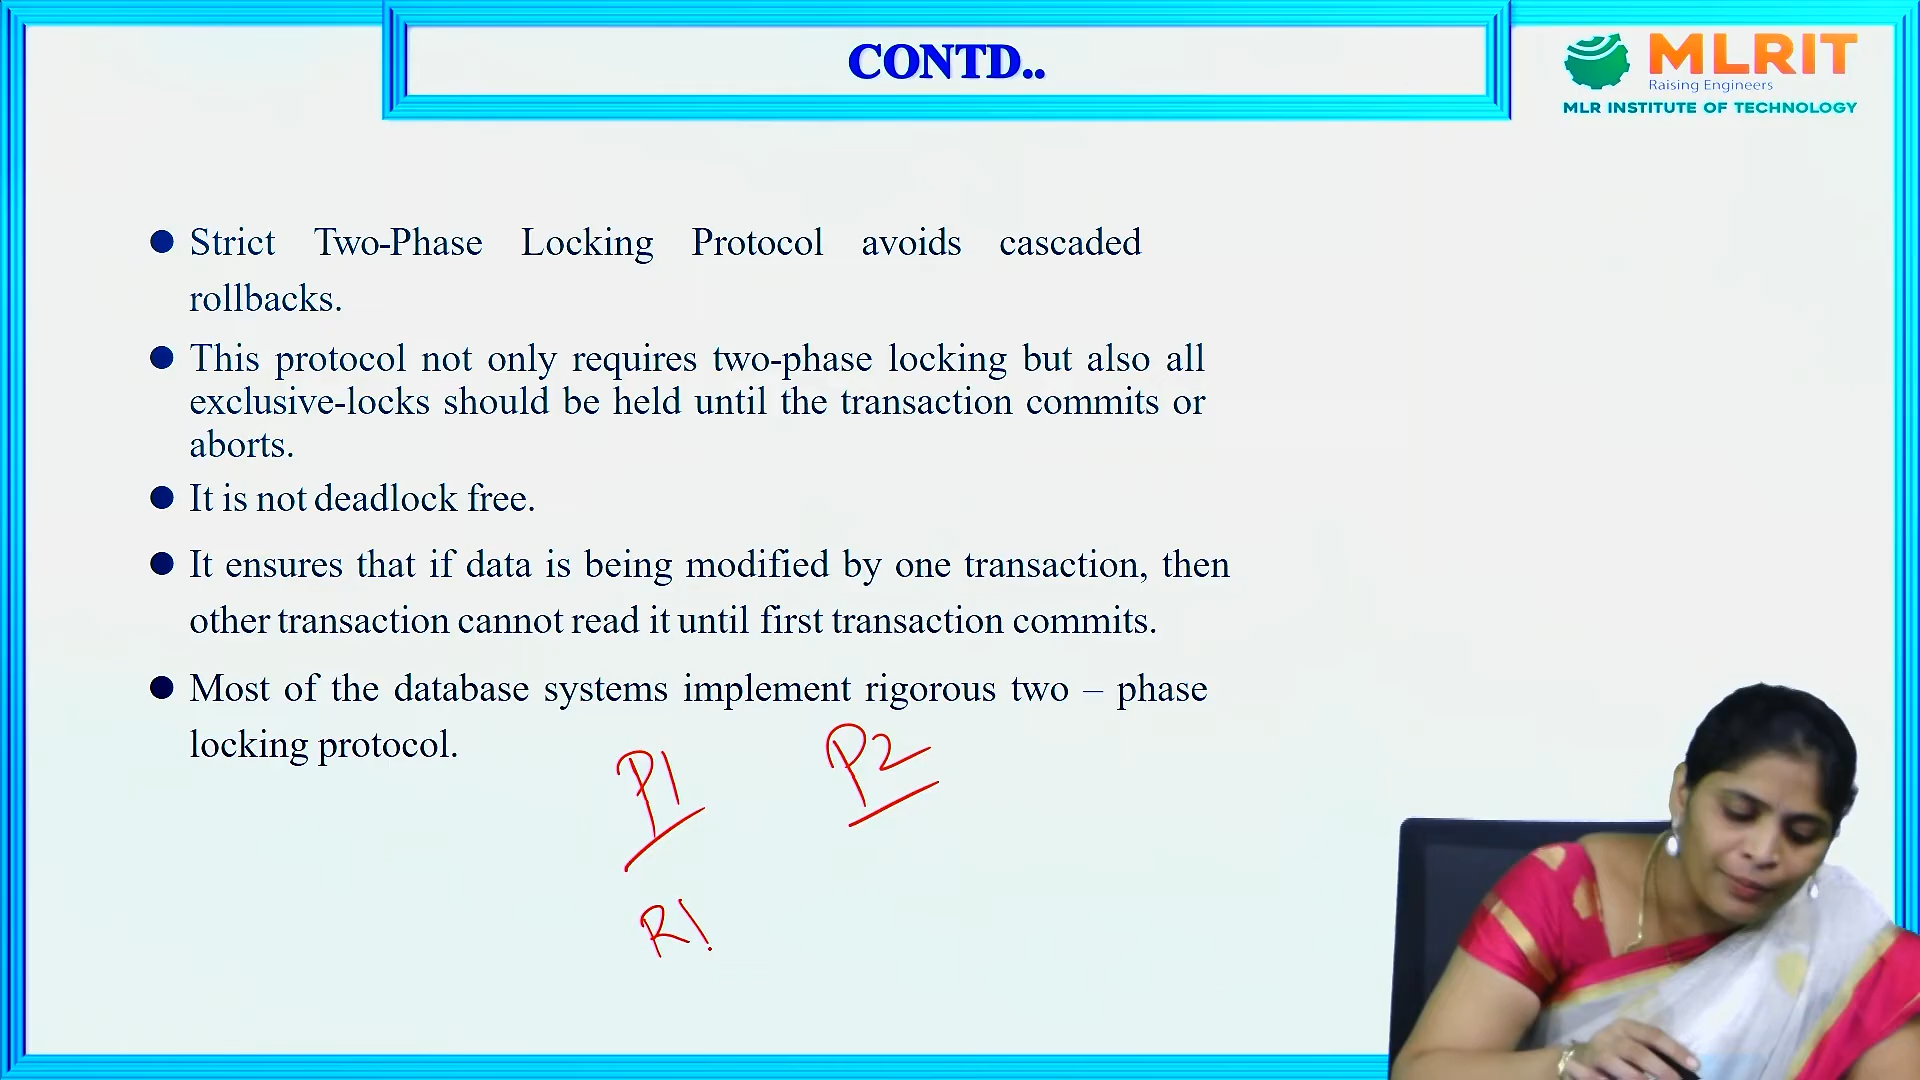 CONTD..
MLRIT
Raising Engineers
MLR INSTITUTE OF TECHNOLOGY
Strict Two-Phase Locking Protocol avoids cascaded
rollbacks.
This protocol not only requires two-phase locking but also all
exclusive-locks should be held until the transaction commits or
aborts.
It is not deadlock free.
It ensures that if data is being modified by one transaction, then
other transaction cannot read it until first transaction commits.
Most of the database systems implement rigorous two – phase
locking protocol.
P1 P2
R1